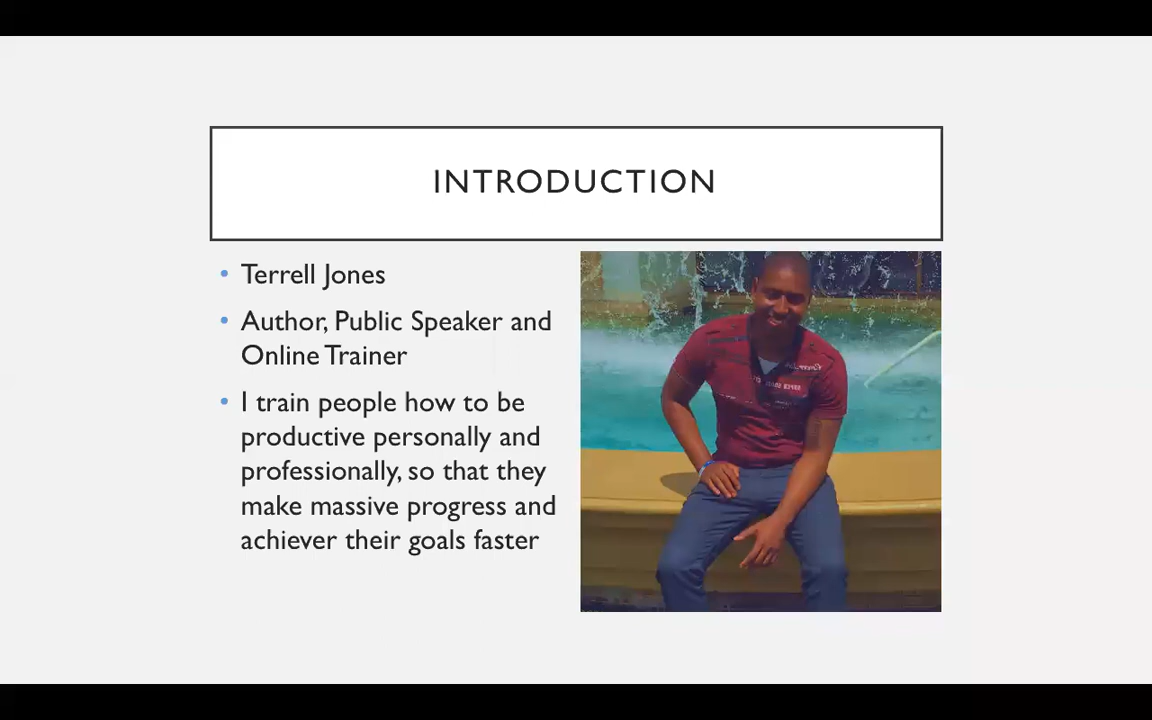 INTRODUCTION
• Terrell Jones
• Author, Public Speaker and
Online Trainer
• I train people how to be
productive personally and
professionally, so that they
make massive progress and
achiever their goals faster